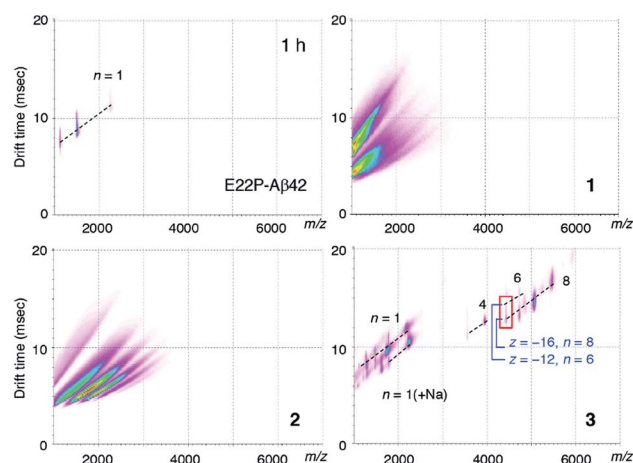 20
1 h
n = 1
10
E22P-Aβ42
0
2000 4000 6000 m/z
Drift time (msec)
20
10
1
0
2000 4000 6000 m/z
20
10
2
0
2000 4000 6000 m/z
Drift time (msec)
20
6
8
4
n = 1
10
z = −16, n = 8
z = −12, n = 6
n = 1(+Na)
3
0
2000 4000 6000 m/z